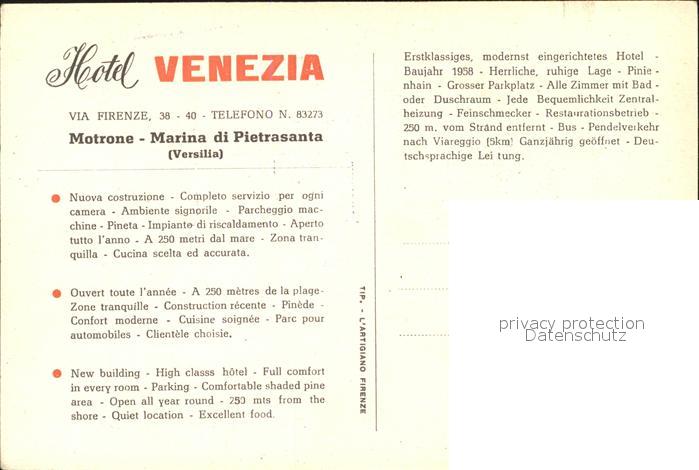 Hotel VENEZIA
VIA FIRENZE, 38 - 40 - TELEFONO N. 83273
Motrone - Marina di Pietrasanta
(Versilia)
Nuova costruzione - Completo servizio per ogni
camera - Ambiente signorile - Parcheggio mac-
chine - Pineta - Impianto di riscaldamento - Aperto
tutto l'anno - A 250 metri dal mare - Zona tran-
quilla - Cucina scelta ed accurata.
Ouvert toute l'année - A 250 mètres de la plage-
Zone tranquille - Construction récente - Pinède -
Confort moderne - Cuisine soignée - Parc pour
automobiles - Clientèle choisie.
New building - High classs hôtel - Full comfort
in every room - Parking - Comfortable shaded pine
area - Open all year round - 250 mts from the
shore - Quiet location - Excellent food.
TIP. - L'ARTIGIANO FIRENZE
Erstklassiges, modernst eingerichtetes Hotel -
Baujahr 1958 - Herrliche, ruhige Lage - Pinie -
nhain - Grosser Parkplatz - Alle Zimmer mit Bad -
oder Duschraum - Jede Bequemlichkeit Zentral-
heizung - Feinschmecker - Restaurationsbetrieb -
250 m. vom Strand entfernt - Bus - Pendelverkehr
nach Viareggio (5km) Ganzjährig geöffnet - Deu-
tschsprachige Lei tung.
privacy protection
Datenschutz